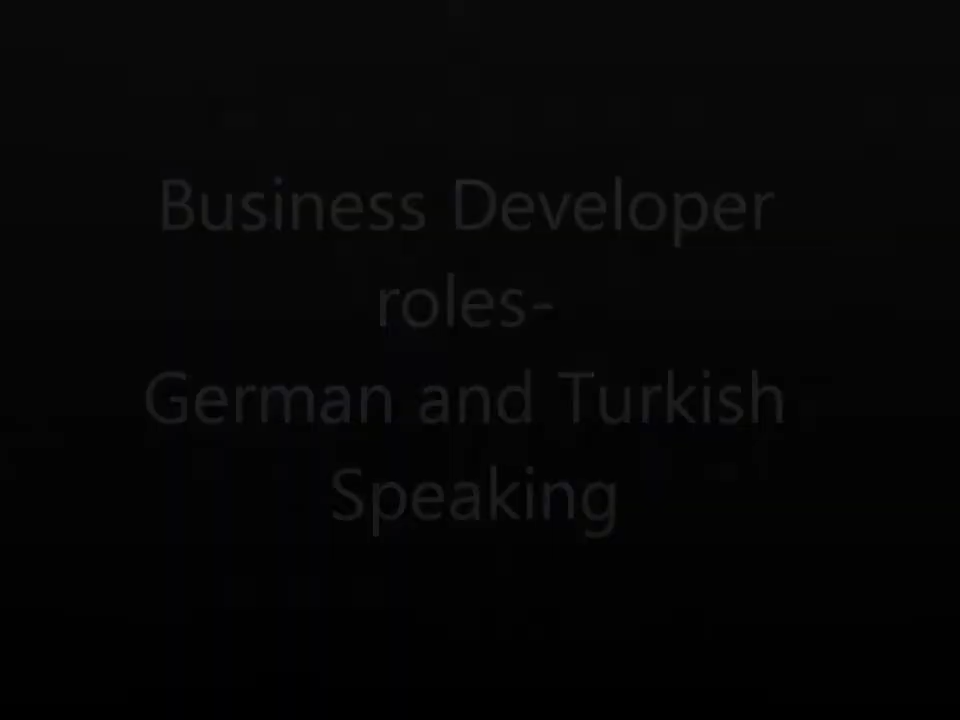 Business Developer
roles-
German and Turkish
Speaking